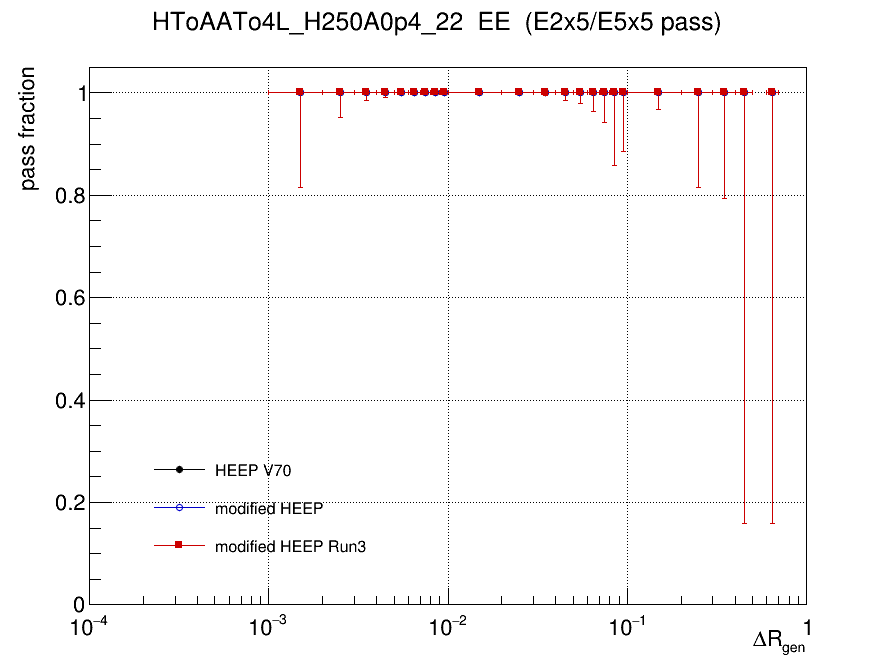 HToAATo4L_H250A0p4_22 EE (E2x5/E5x5 pass)
pass fraction
1
0.8
0.6
0.4
0.2
0
HEEP V70
modified HEEP
modified HEEP Run3
10⁻⁴
10⁻³
10⁻²
10⁻¹
1
ΔR_gen